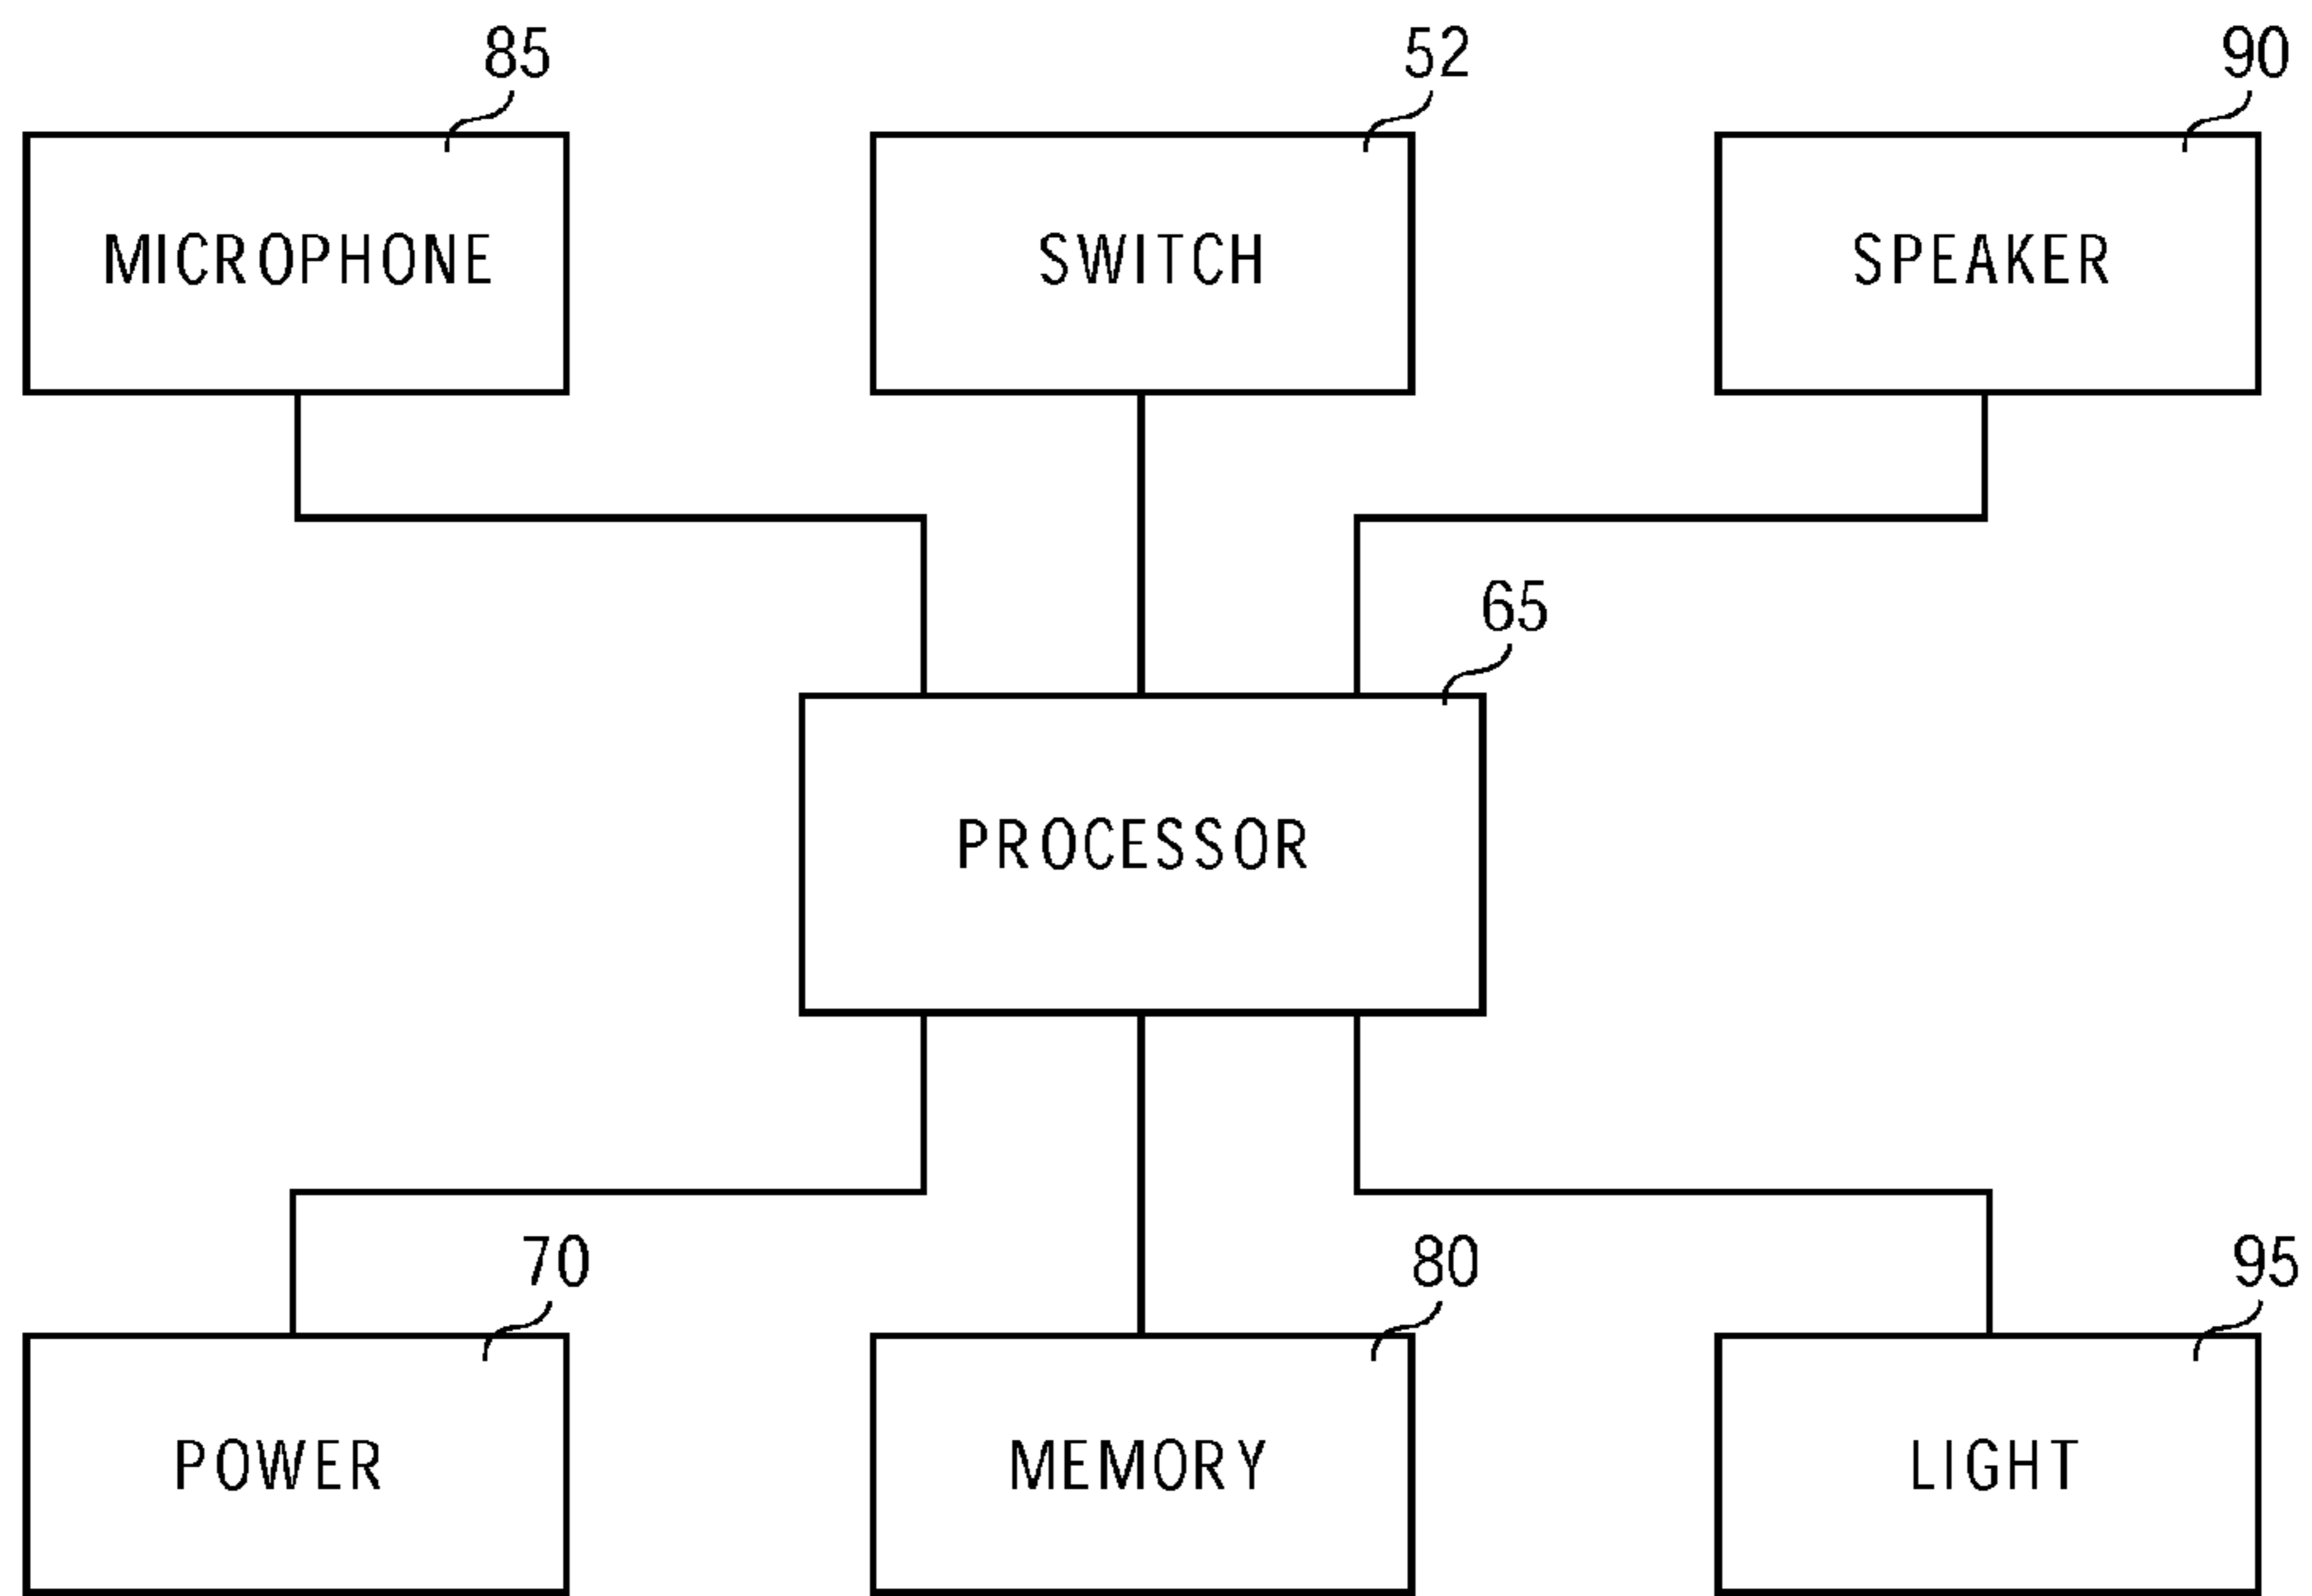 85
52
90
MICROPHONE
SWITCH
SPEAKER
65
PROCESSOR
70
80
95
POWER
MEMORY
LIGHT